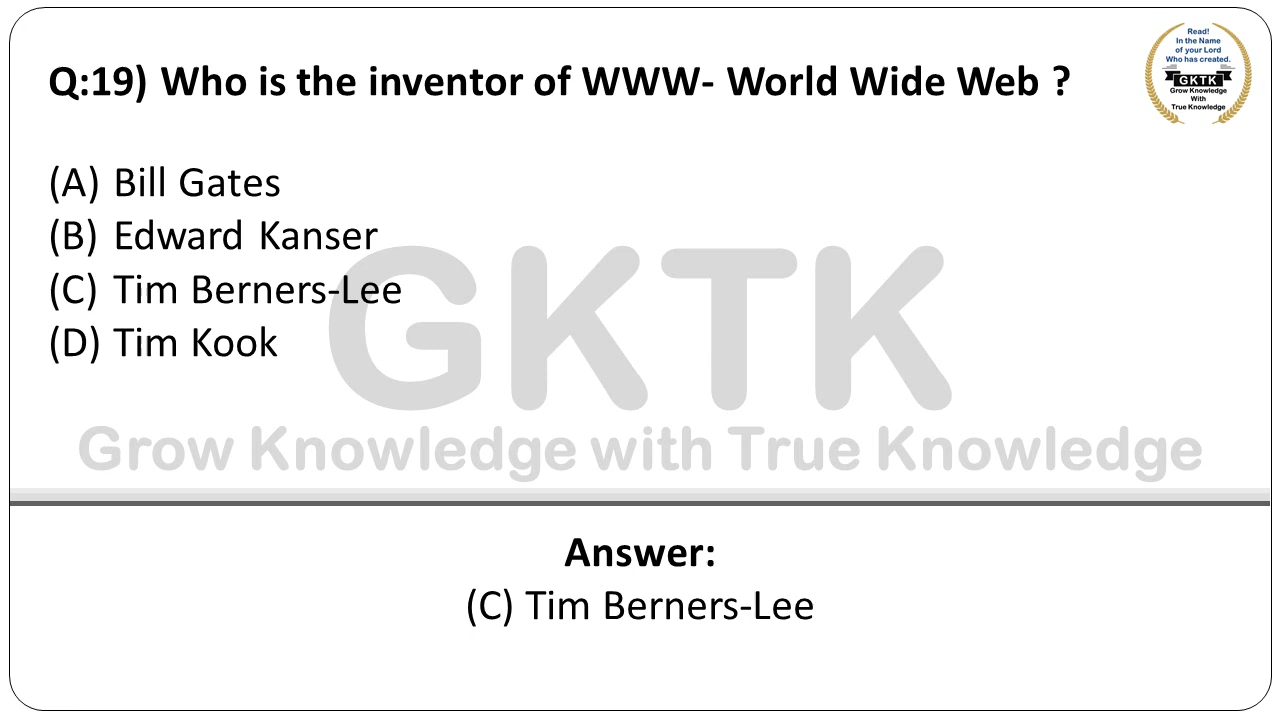 Q:19) Who is the inventor of WWW- World Wide Web ?
Read!
In the Name
of your Lord
Who has created.
GKTK
Grow Knowledge
With
True Knowledge
(A) Bill Gates
(B) Edward Kanser
(C) Tim Berners-Lee
(D) Tim Kook
GKTK
Grow Knowledge with True Knowledge
Answer:
(C) Tim Berners-Lee